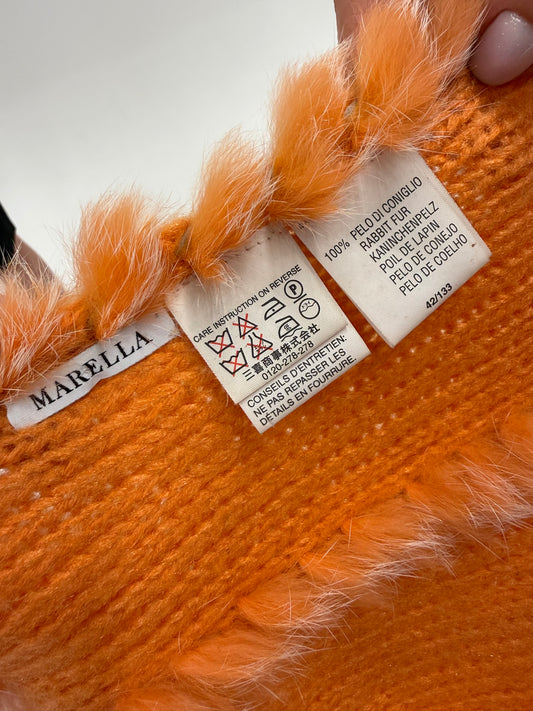 MARELLA
CARE INSTRUCTION ON REVERSE
P
三喜商事株式会社
0120-278-278
CONSEILS D'ENTRETIEN:
NE PAS REPASSER LES
DÉTAILS EN FOURRURE.
100% PELO DI CONIGLIO
RABBIT FUR
KANINCHENPELZ
POIL DE LAPIN
PELO DE CONEJO
PELO DE COELHO
42/133